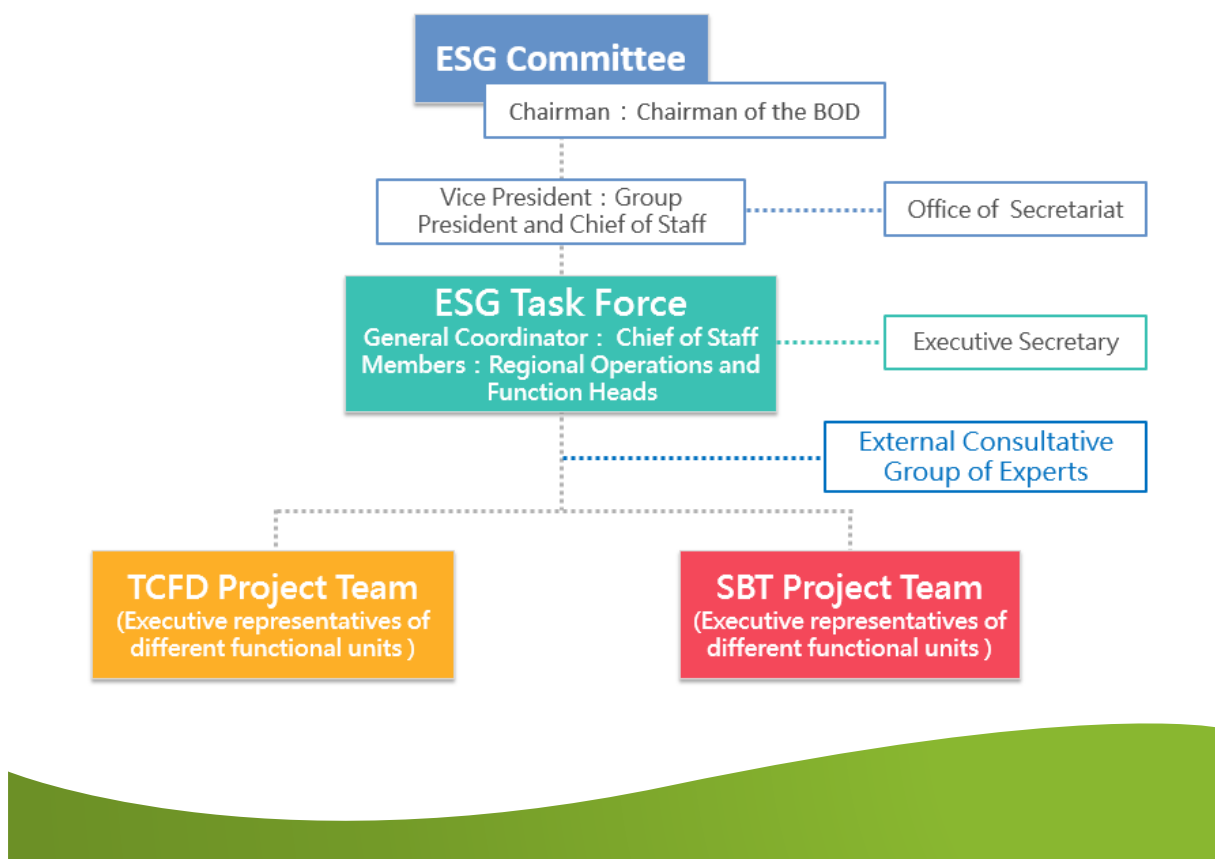 ESG Committee
Chairman：Chairman of the BOD
Vice President：Group
President and Chief of Staff
Office of Secretariat
ESG Task Force
General Coordinator： Chief of Staff
Members：Regional Operations and
Function Heads
Executive Secretary
External Consultative
Group of Experts
TCFD Project Team
(Executive representatives of
different functional units )
SBT Project Team
(Executive representatives of
different functional units )